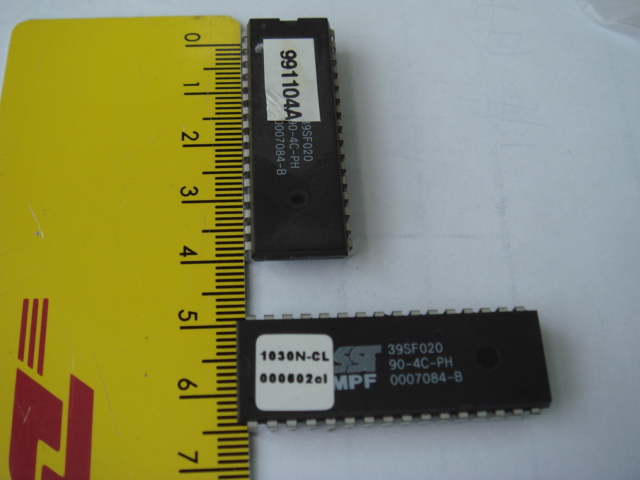 0
1
2
3
4
5
6
7
991104A
39SF020
90-4C-PH
0007084-B
1030N-CL
000602cl
SST
MPF
39SF020
90-4C-PH
0007084-B